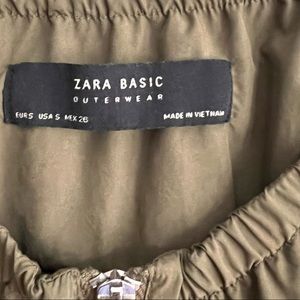 ZARA BASIC
OUTERWEAR
EUR S USA S MEX 26 MADE IN VIETNAM